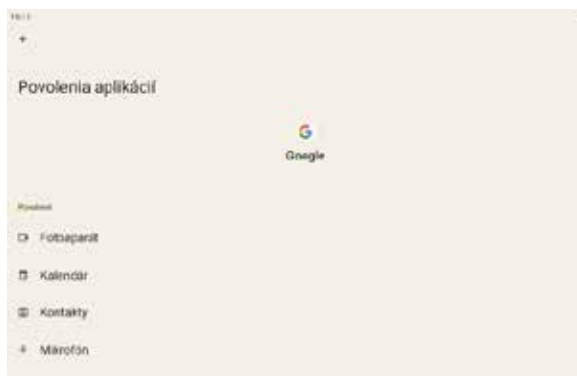 Povolenia aplikácií
Google
Povolené
Fotoaparát
Kalendár
Kontakty
Mikrofón